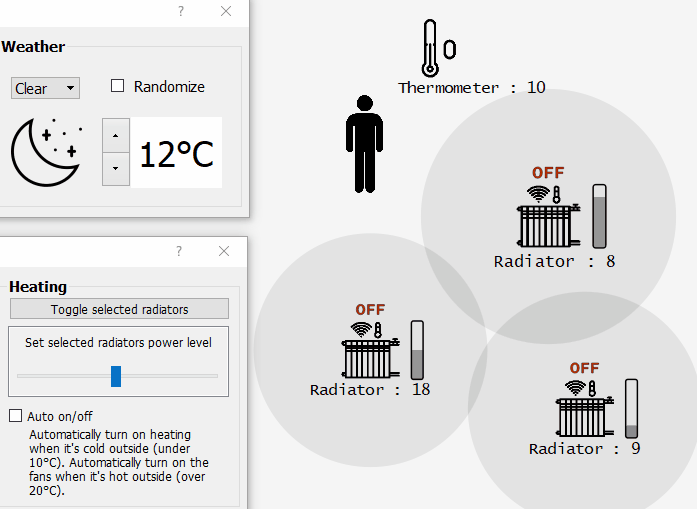 ?
Weather
Clear
Randomize
12°C
?
Heating
Toggle selected radiators
Set selected radiators power level
Auto on/off
Automatically turn on heating
when it's cold outside (under
10°C). Automatically turn on the
fans when it's hot outside (over
20°C).
0
Thermometer : 10
OFF
Radiator : 8
OFF
Radiator : 18
OFF
Radiator : 9